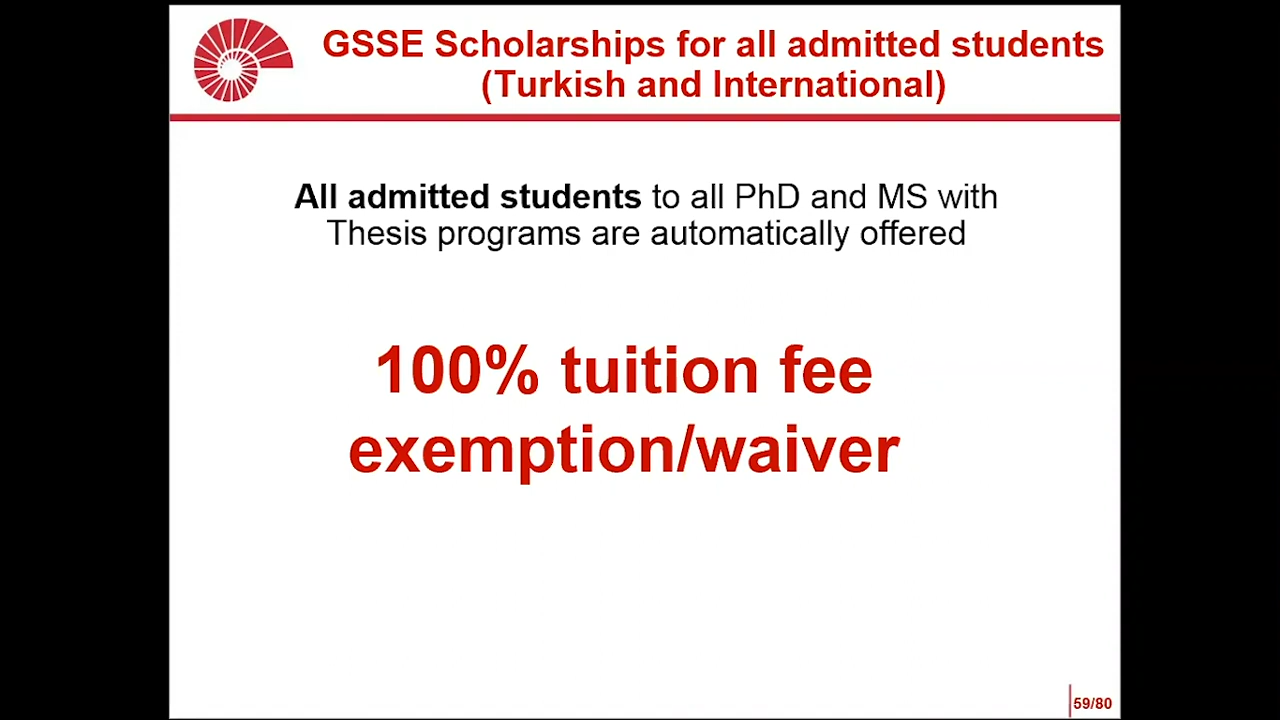 GSSE Scholarships for all admitted students
(Turkish and International)
All admitted students to all PhD and MS with
Thesis programs are automatically offered
100% tuition fee
exemption/waiver
59/80